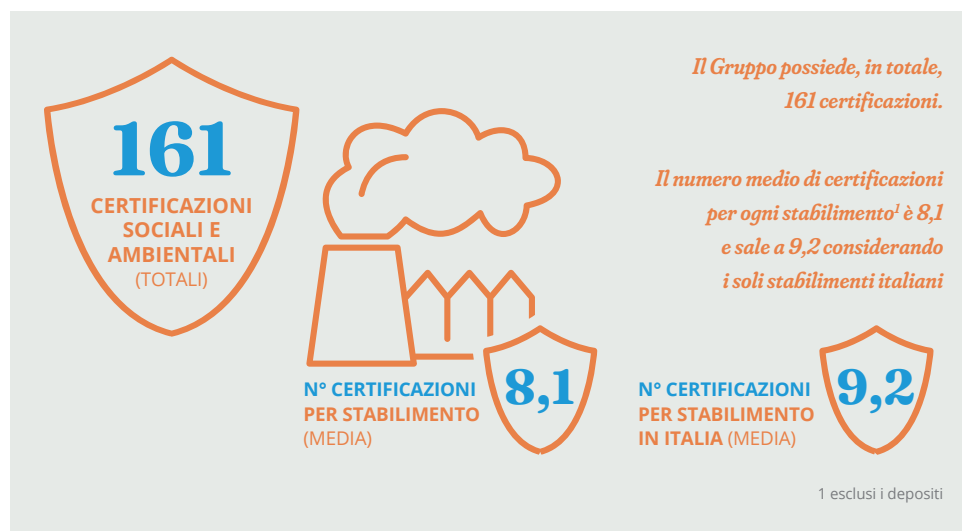 161
CERTIFICAZIONI
SOCIALI E
AMBIENTALI
(TOTALI)
Il Gruppo possiede, in totale,
161 certificazioni.
Il numero medio di certificazioni
per ogni stabilimento¹ è 8,1
e sale a 9,2 considerando
i soli stabilimenti italiani
N° CERTIFICAZIONI
PER STABILIMENTO
(MEDIA)
8,1
N° CERTIFICAZIONI
PER STABILIMENTO
IN ITALIA (MEDIA)
9,2
1 esclusi i depositi